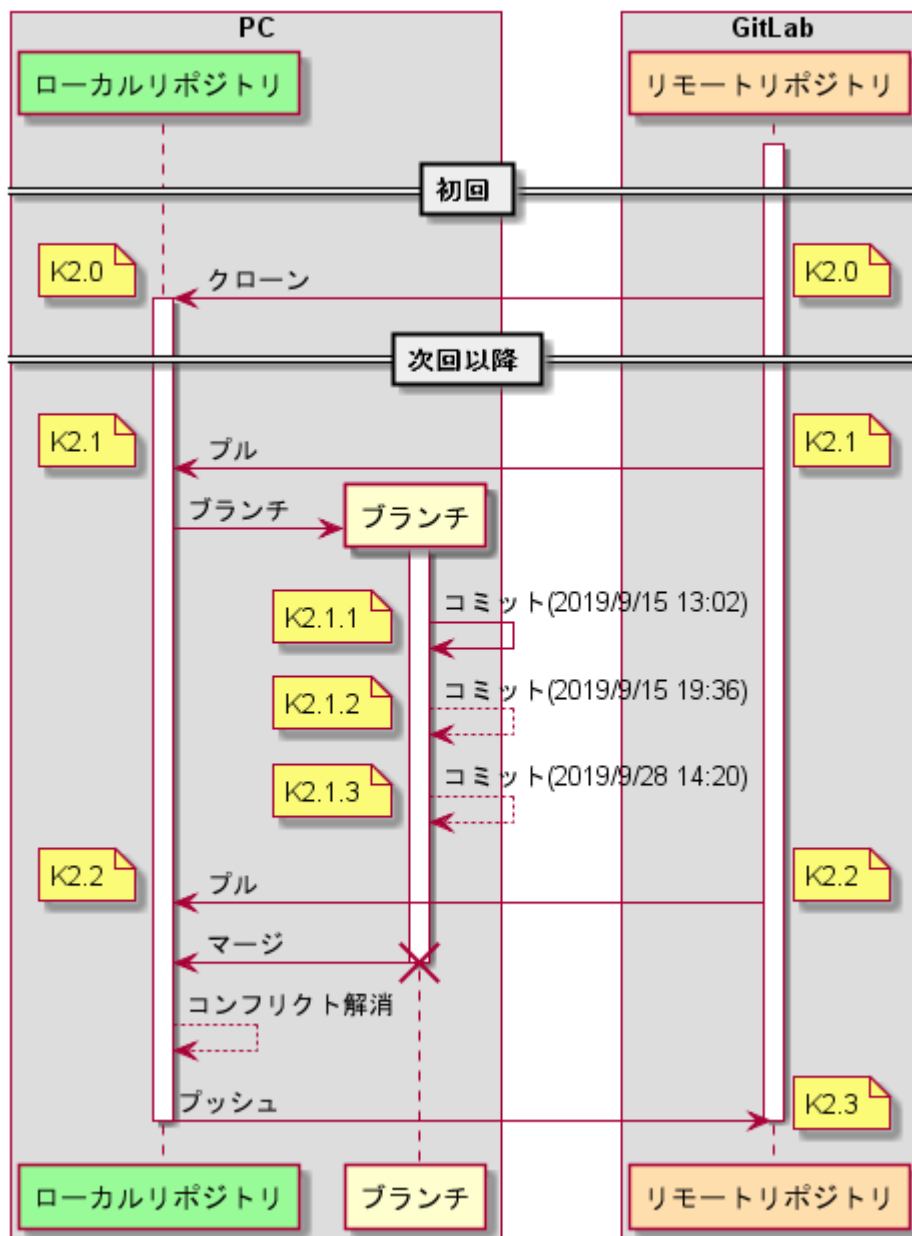 PC
GitLab
ローカルリポジトリ
リモートリポジトリ
初回
K2.0
クローン
K2.0
次回以降
K2.1
プル
K2.1
ブランチ
ブランチ
K2.1.1
コミット(2019/9/15 13:02)
K2.1.2
コミット(2019/9/15 19:36)
K2.1.3
コミット(2019/9/28 14:20)
K2.2
プル
K2.2
マージ
コンフリクト解消
プッシュ
K2.3
ローカルリポジトリ
ブランチ
リモートリポジトリ